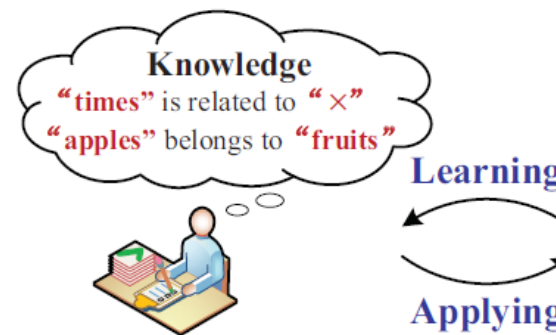 Knowledge
“times” is related to “×”
“apples” belongs to “fruits”
Learning
Applying